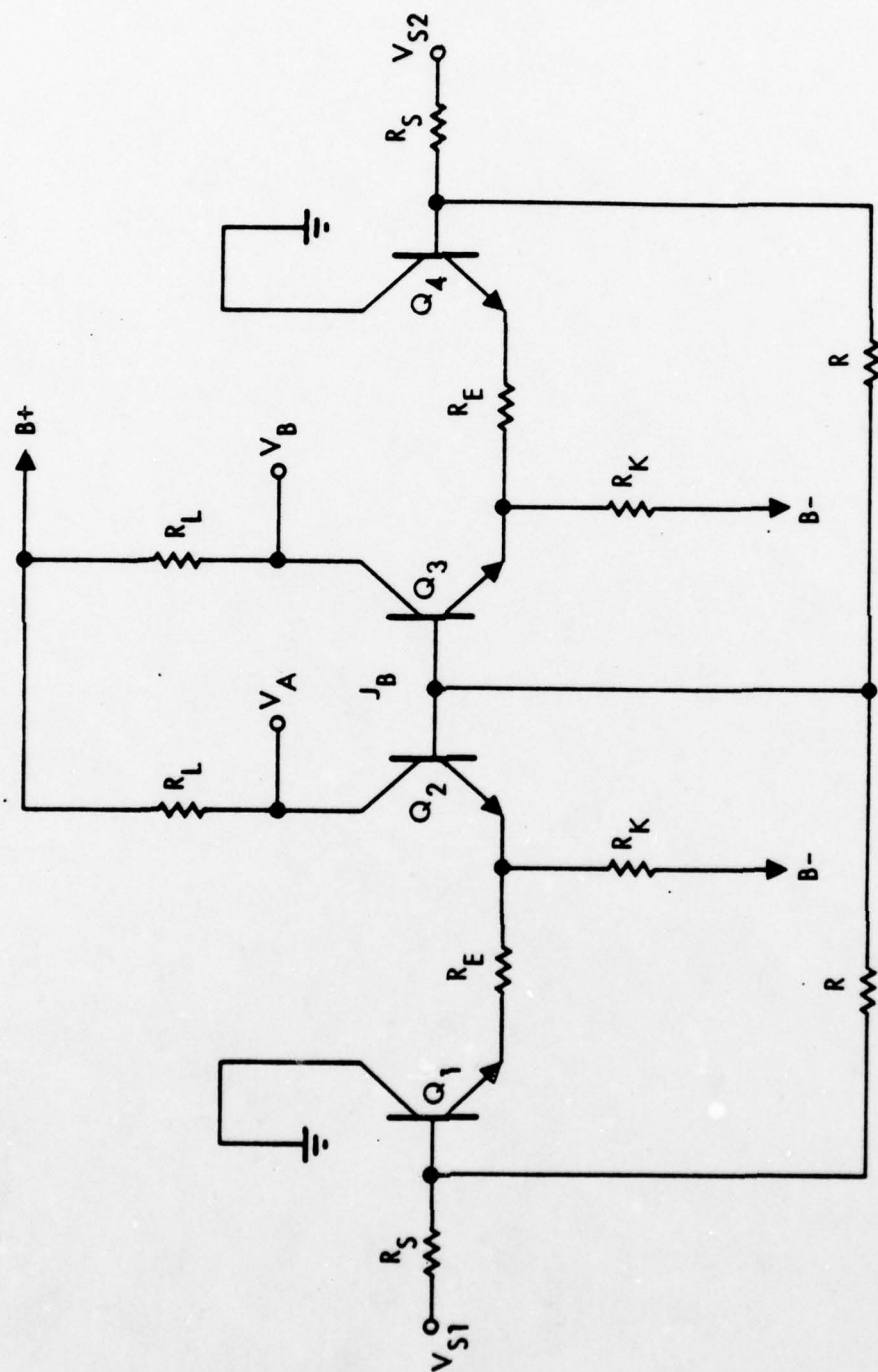 B+
R_L
R_L
V_A
V_B
J_B
V_S1
R_S
Q_1
R_E
Q_2
R_K
B-
Q_3
R_K
B-
R_E
Q_4
R_S
V_S2
R
R